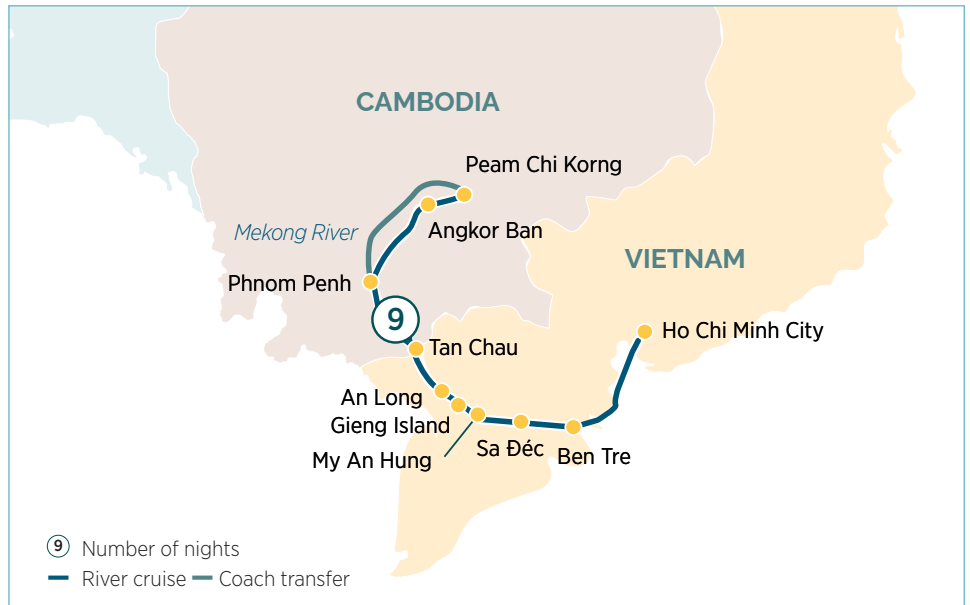 CAMBODIA
Peam Chi Korng
Mekong River
Angkor Ban
VIETNAM
Phnom Penh
9
Ho Chi Minh City
Tan Chau
An Long
Gieng Island
My An Hung
Sa Déc
Ben Tre
9 Number of nights
River cruise Coach transfer